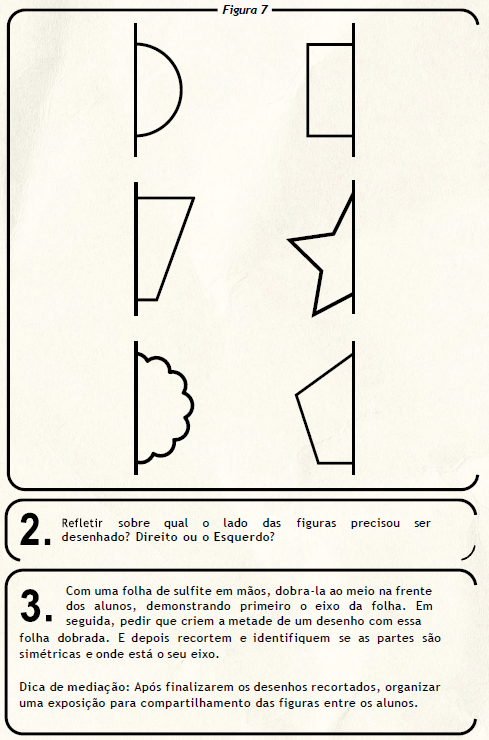 Figura 7
2. Refletir sobre qual o lado das figuras precisou ser
desenhado? Direito ou o Esquerdo?
3. Com uma folha de sulfite em mãos, dobra-la ao meio na frente
dos alunos, demonstrando primeiro o eixo da folha. Em
seguida, pedir que criem a metade de um desenho com essa
folha dobrada. E depois recortem e identifiquem se as partes são
simétricas e onde está o seu eixo.
Dica de mediação: Após finalizarem os desenhos recortados, organizar
uma exposição para compartilhamento das figuras entre os alunos.